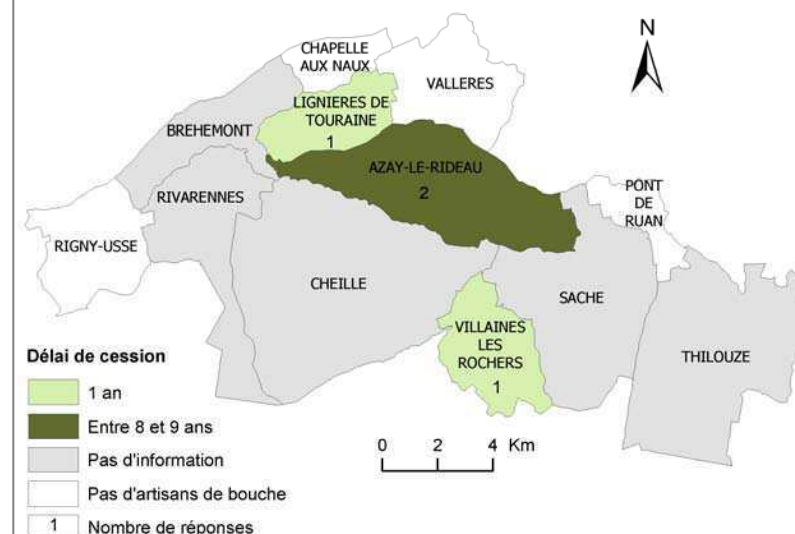 N
CHAPELLE
AUX NAUX
VALLERES
LIGNIERES DE
TOURAINE
1
BREHEMONT
AZAY-LE-RIDEAU
2
RIVARENNES
PONT
DE
RUAN
RIGNY-USSE
CHEILLE
SACHE
VILLAINES
LES
ROCHERS
1
THILOUZE
Délai de cession
1 an
Entre 8 et 9 ans
Pas d'information
Pas d'artisans de bouche
1 Nombre de réponses
0 2 4 Km